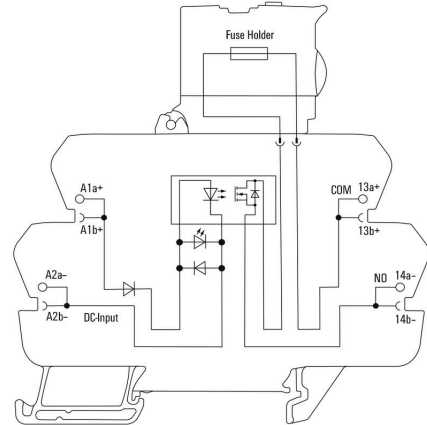 Fuse Holder
A1a+
A1b+
COM
13a+
13b+
A2a–
A2b–
DC-Input
NO
14a–
14b–